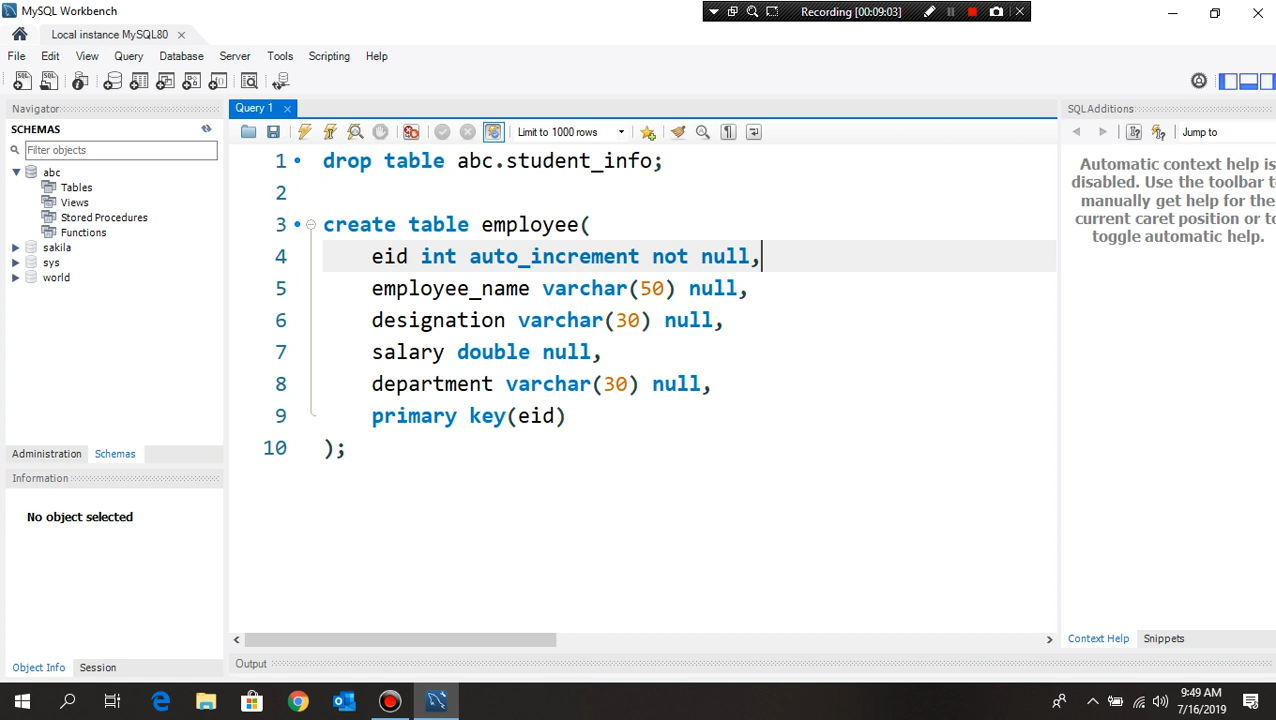 MySQL Workbench
Recording [00:09:03]
Local instance MySQL80
File Edit View Query Database Server Tools Scripting Help
Navigator
SCHEMAS
Filter objects
abc
Tables
Views
Stored Procedures
Functions
sakila
sys
world
Administration Schemas
Information
No object selected
Object Info Session
Query 1
Limit to 1000 rows
1 drop table abc.student_info;
2
3 create table employee(
4 eid int auto_increment not null,
5 employee_name varchar(50) null,
6 designation varchar(30) null,
7 salary double null,
8 department varchar(30) null,
9 primary key(eid)
10 );
Output
SQLAdditions
Jump to
Automatic context help is
disabled. Use the toolbar t
manually get help for the
current caret position or to
toggle automatic help.
Context Help Snippets
9:49 AM
7/16/2019